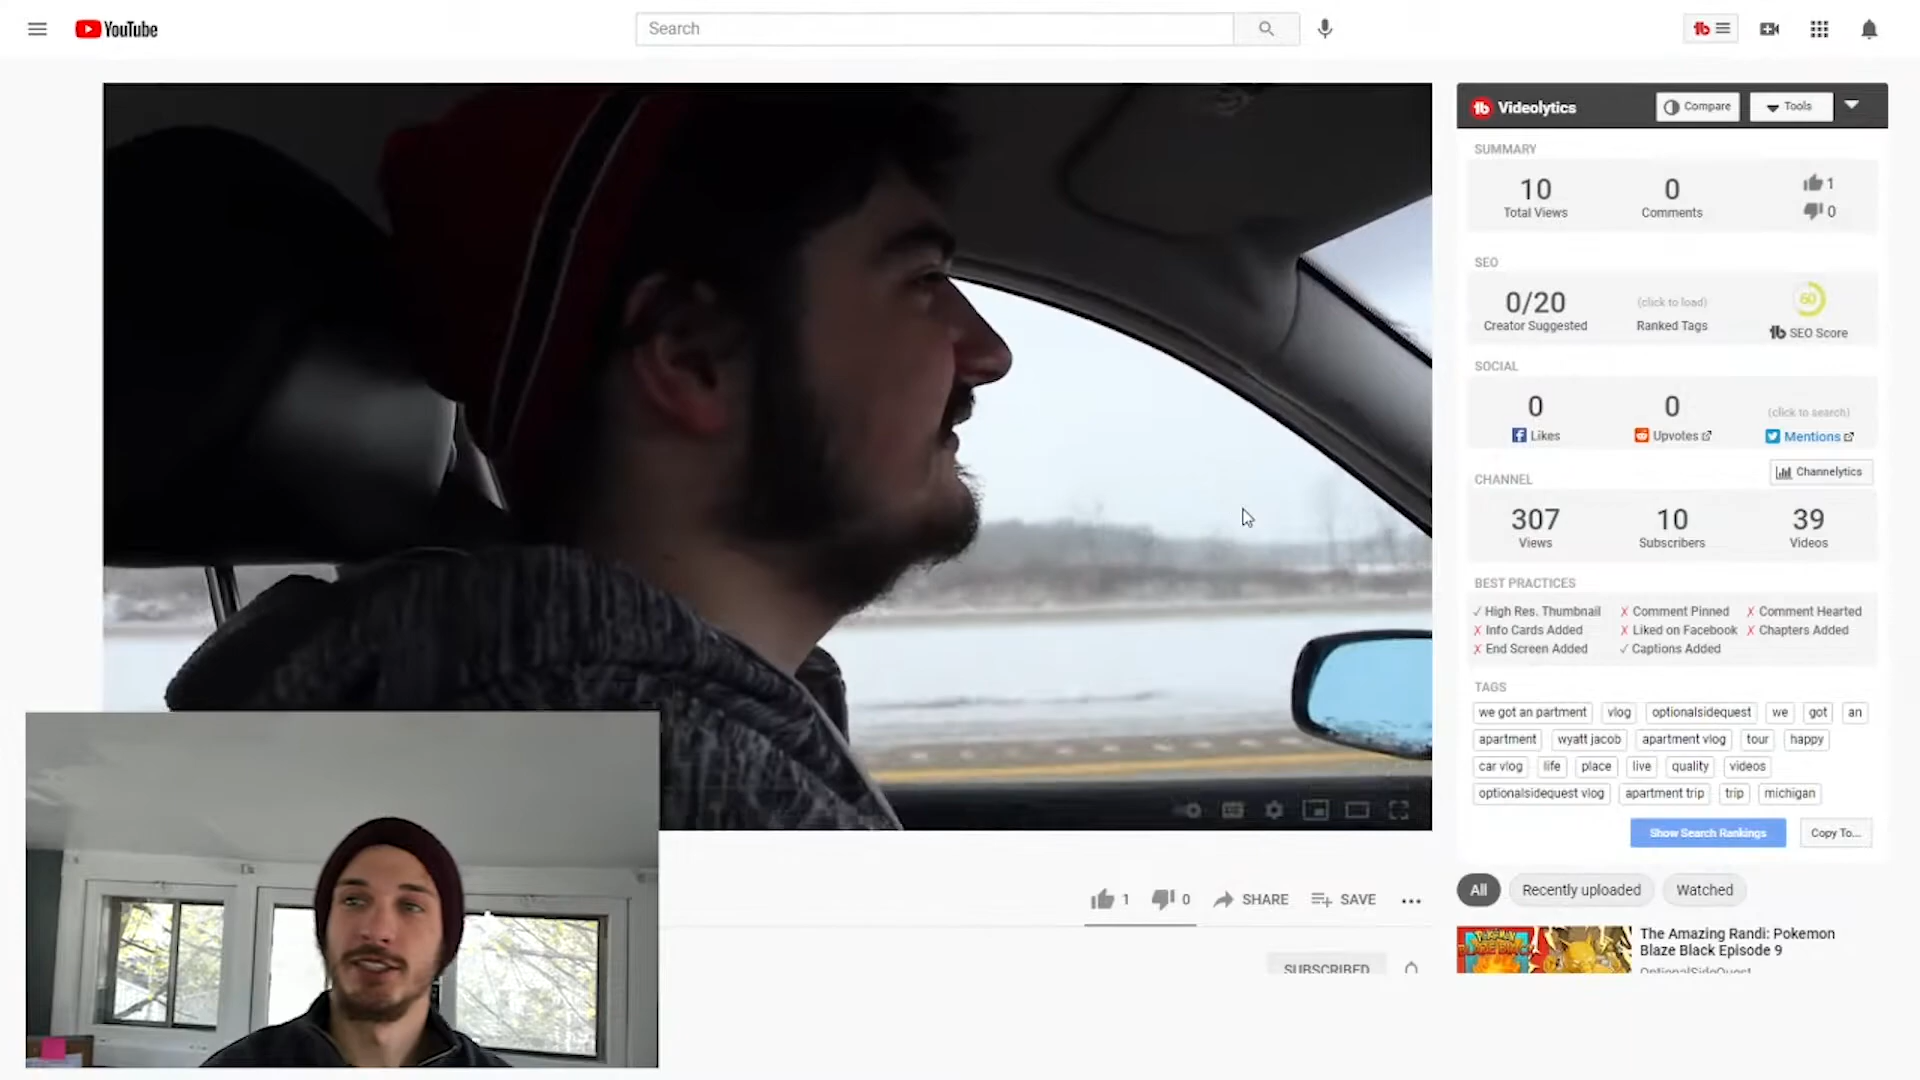 YouTube
Search
Videolytics
Compare
Tools
SUMMARY
10
Total Views
0
Comments
1
0
SEO
0/20
Creator Suggested
(click to load)
Ranked Tags
60
SEO Score
SOCIAL
0
Likes
0
Upvotes
(click to search)
Mentions
CHANNEL
Channelytics
307
Views
10
Subscribers
39
Videos
BEST PRACTICES
✓ High Res. Thumbnail ✗ Comment Pinned ✗ Comment Hearted
✗ Info Cards Added ✗ Liked on Facebook ✗ Chapters Added
✗ End Screen Added ✓ Captions Added
TAGS
we got an partment vlog optionalsidequest we got an
apartment wyatt jacob apartment vlog tour happy
car vlog life place live quality videos
optionalsidequest vlog apartment trip trip michigan
Show Search Rankings Copy To...
1 0 SHARE SAVE
SUBSCRIBED
All Recently uploaded Watched
POKÉMON
BLAZE BLACK
The Amazing Randi: Pokemon
Blaze Black Episode 9
OptionalSideQuest